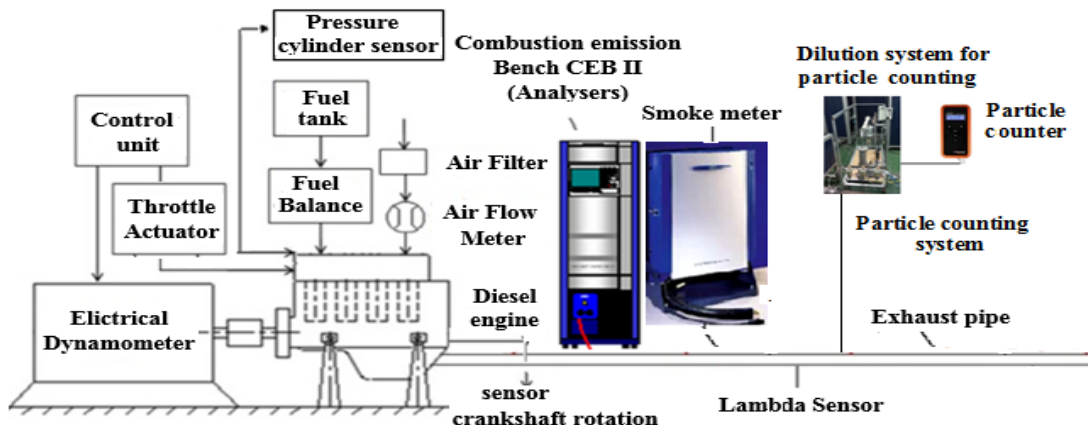 Pressure
cylinder sensor
Combustion emission
Bench CEB II
(Analysers)
Dilution system for
particle counting
Fuel
tank
Smoke meter
Particle
counter
Control
unit
Air Filter
Fuel
Balance
Throttle
Actuator
Air Flow
Meter
Particle counting
system
Diesel
engine
Elictrical
Dynamometer
Exhaust pipe
sensor
crankshaft rotation
Lambda Sensor